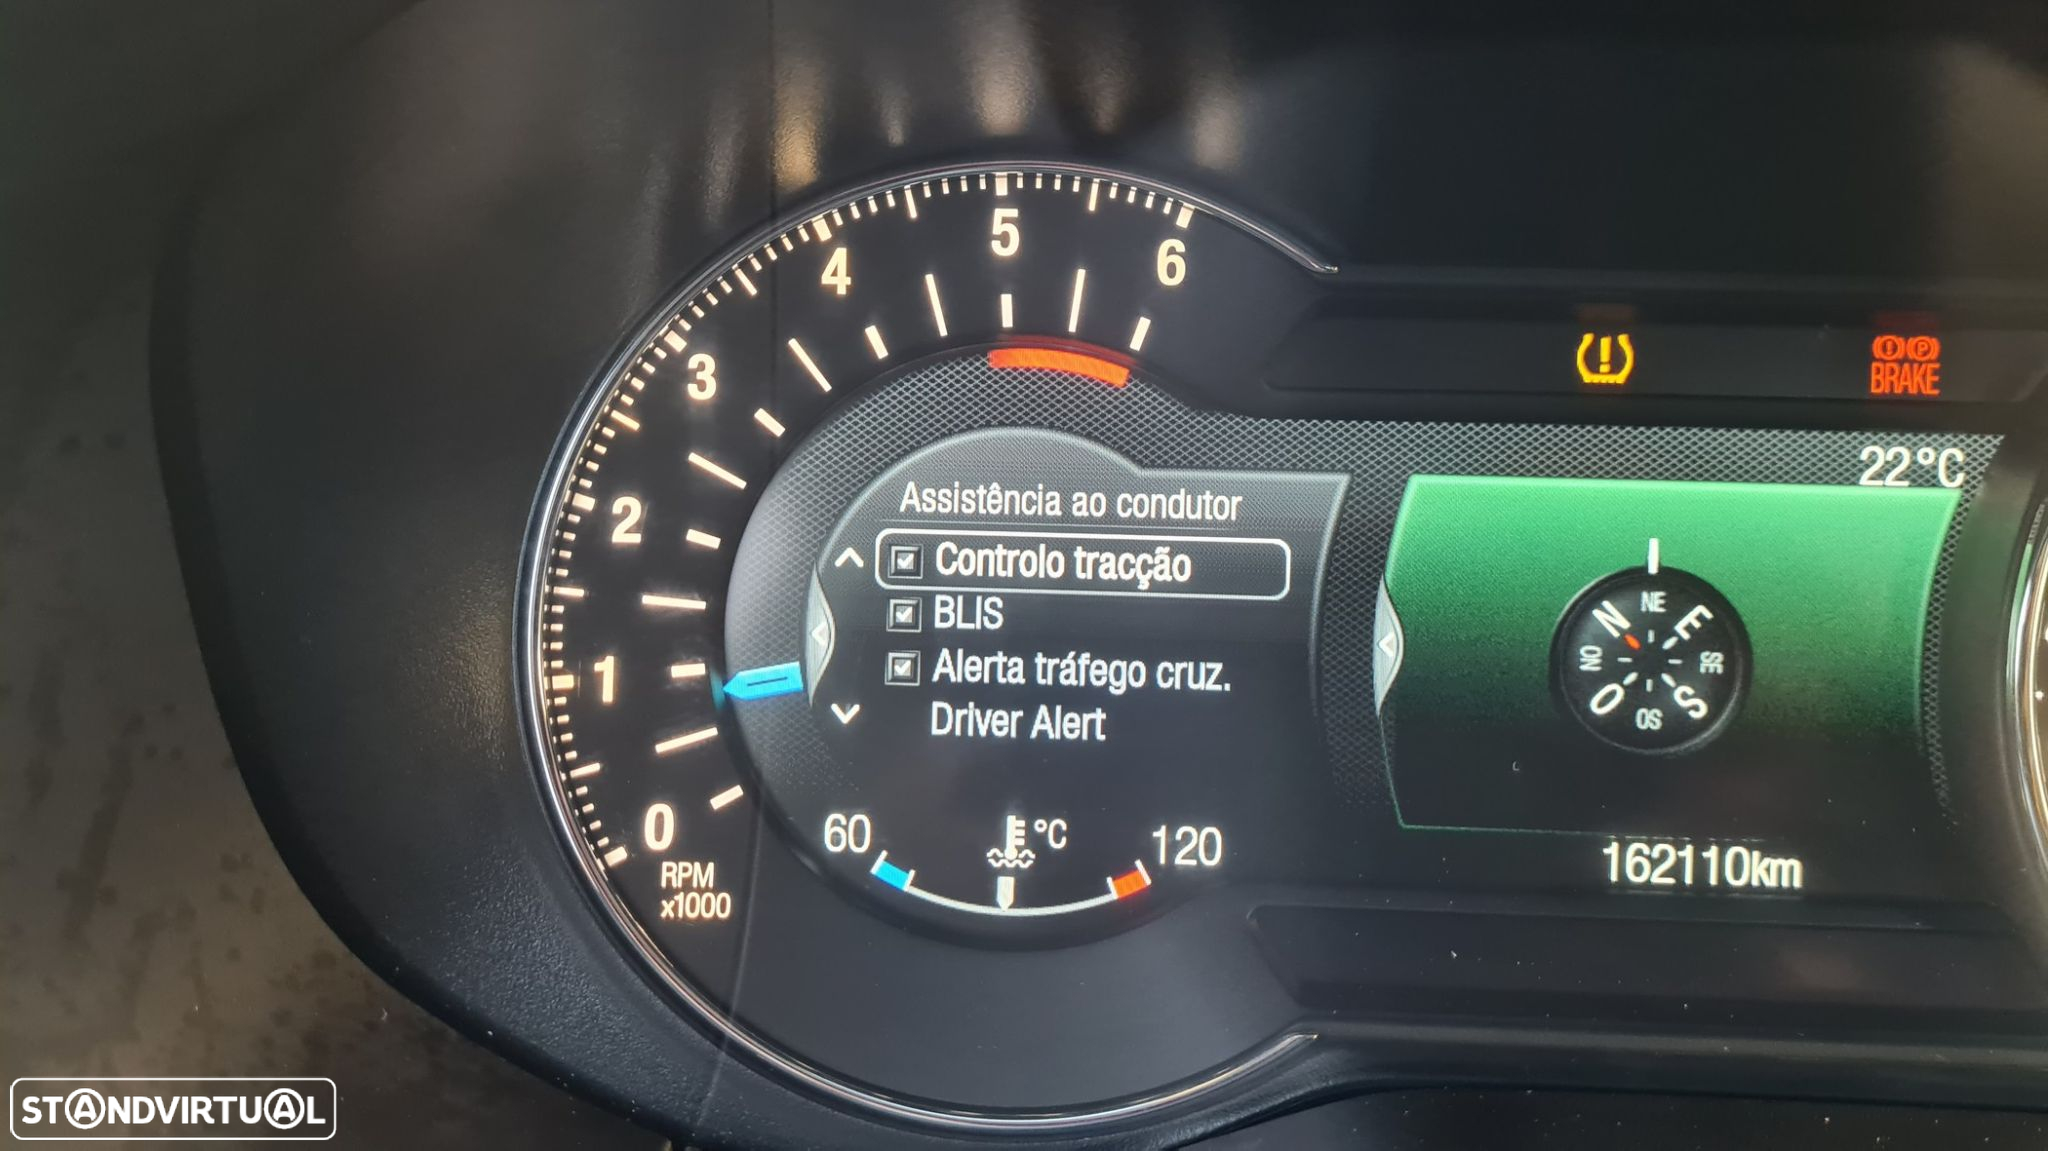 0
1
2
3
4
5
6
RPM
x1000
BRAKE
22°C
Assistência ao condutor
Controlo tracção
BLIS
Alerta tráfego cruz.
Driver Alert
N
NE
E
SE
S
SO
O
NO
60
°C
120
162110km
STANDVIRTUAL